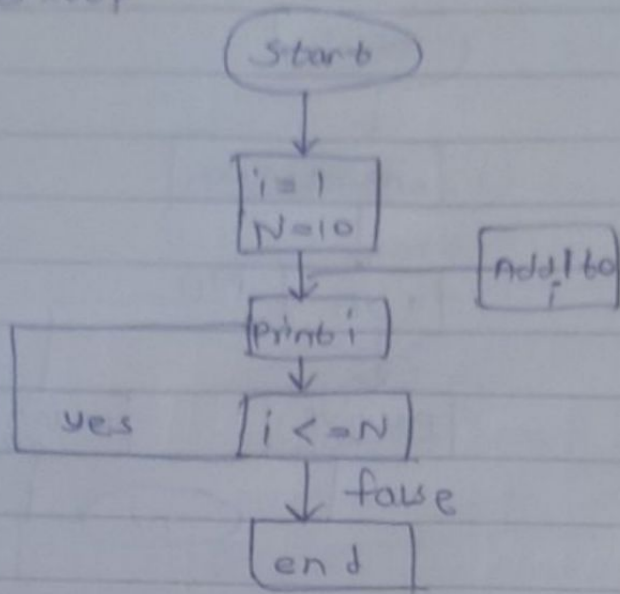 Start
i = 1
N = 10
Add 1 to
i
Print i
yes
i < = N
false
end